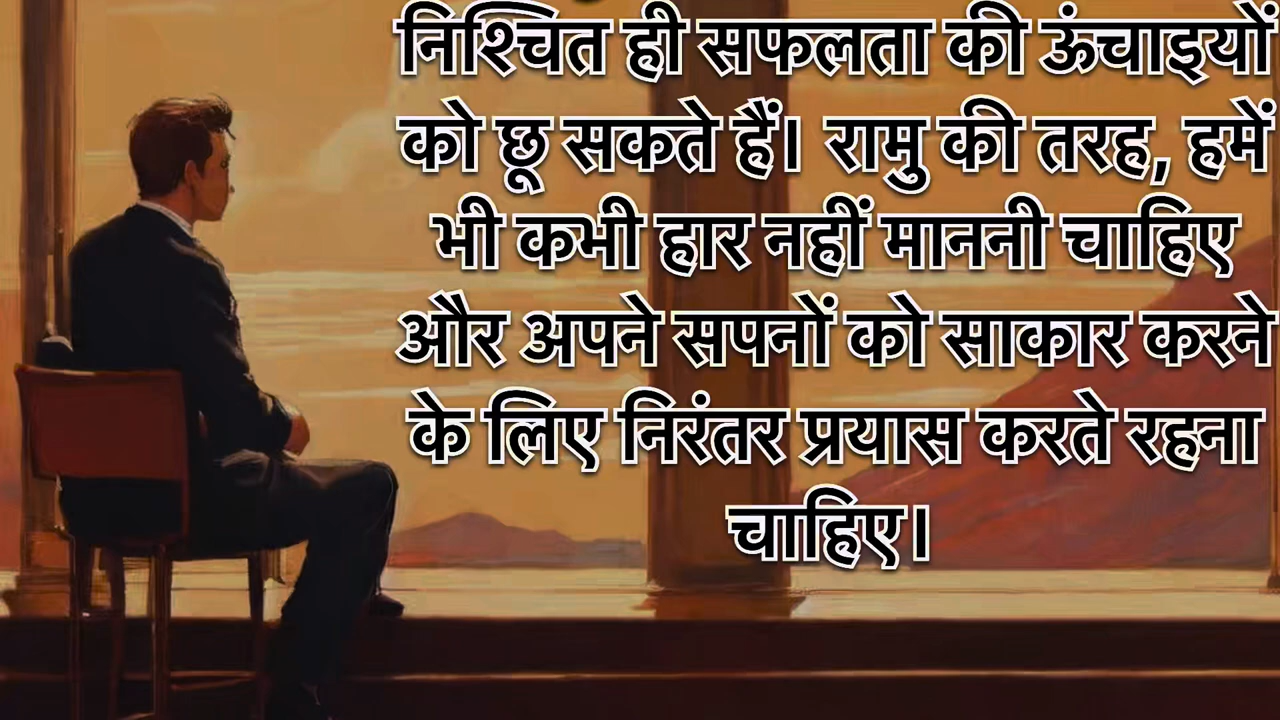 निश्चित ही सफलता की ऊंचाइयों
को छू सकते हैं। रामु की तरह, हमें
भी कभी हार नहीं माननी चाहिए
और अपने सपनों को साकार करने
के लिए निरंतर प्रयास करते रहना
चाहिए।